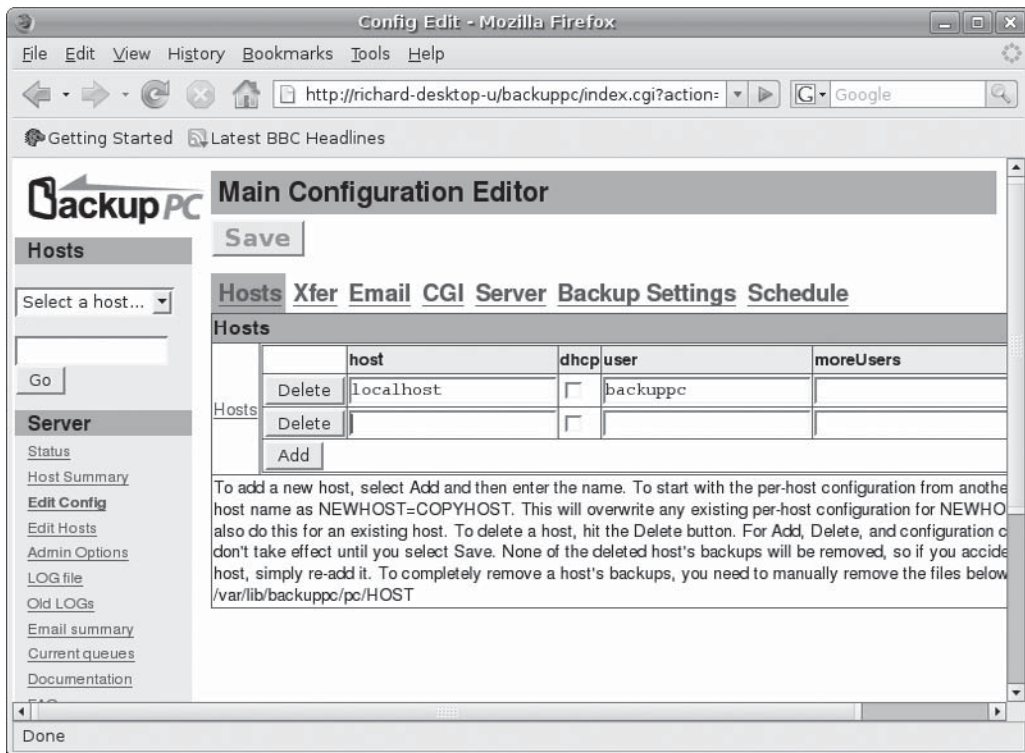 Config Edit - Mozilla Firefox
File Edit View History Bookmarks Tools Help
http://richard-desktop-u/backuppc/index.cgi?action=
G Google
Getting Started Latest BBC Headlines
BackupPC
Hosts
Select a host...
Go
Server
Status
Host Summary
Edit Config
Edit Hosts
Admin Options
LOG file
Old LOGs
Email summary
Current queues
Documentation
Main Configuration Editor
Save
Hosts Xfer Email CGI Server Backup Settings Schedule
Hosts
host dhcp user moreUsers
Hosts
Delete localhost backuppc
Delete
Add
To add a new host, select Add and then enter the name. To start with the per-host configuration from anothe
host name as NEWHOST=COPYHOST. This will overwrite any existing per-host configuration for NEWHO
also do this for an existing host. To delete a host, hit the Delete button. For Add, Delete, and configuration c
don't take effect until you select Save. None of the deleted host's backups will be removed, so if you accide
host, simply re-add it. To completely remove a host's backups, you need to manually remove the files below
/var/lib/backuppc/pc/HOST
Done